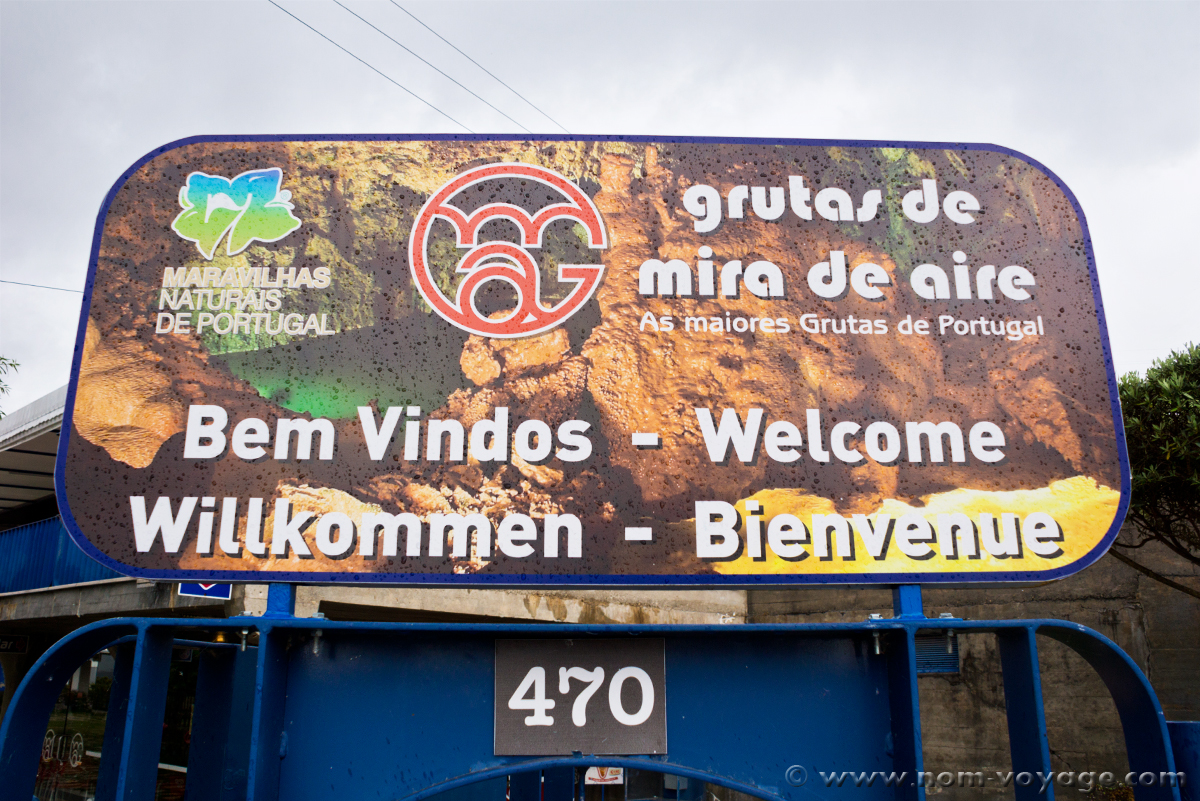 MARAVILHAS
NATURAIS
DE PORTUGAL
mag
grutas de
mira de aire
As maiores Grutas de Portugal
Bem Vindos - Welcome
Willkommen - Bienvenue
470
© www.nom-voyage.com